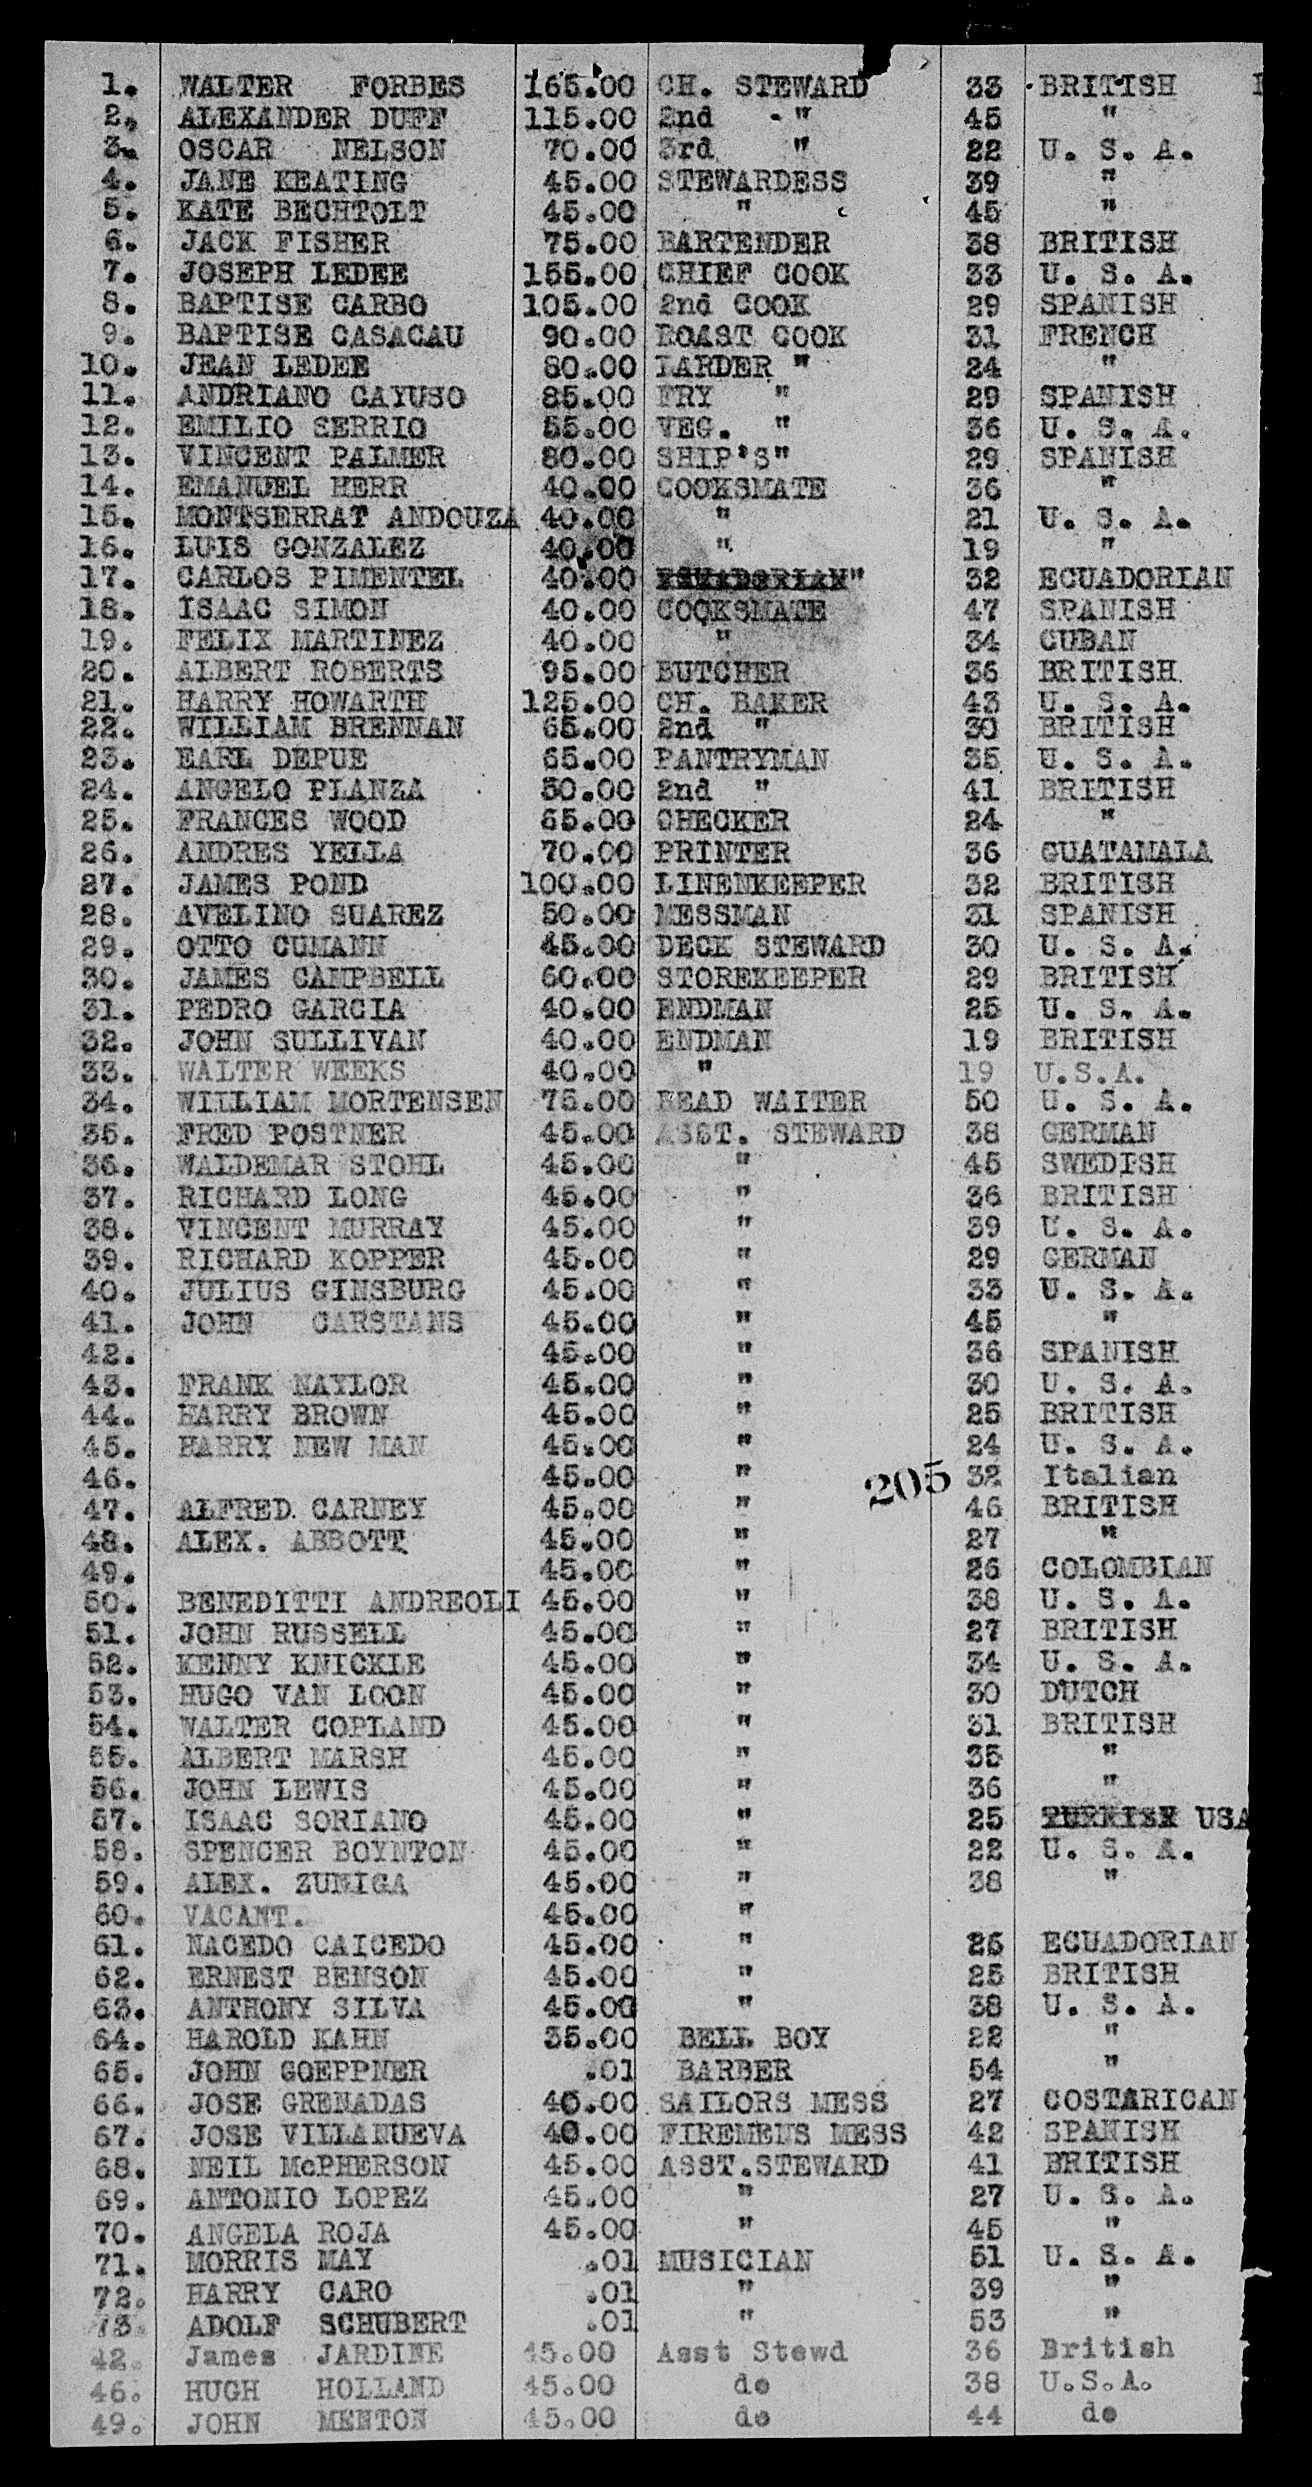 1. WALTER FORBES 165.00 CH. STEWARD 33 BRITISH
2. ALEXANDER DUFF 115.00 2nd " 45 "
3. OSCAR NELSON 70.00 3rd " 22 U. S. A.
4. JANE KEATING 45.00 STEWARDESS 39 "
5. KATE BECHTOLT 45.00 " 45 "
6. JACK FISHER 75.00 BARTENDER 38 BRITISH
7. JOSEPH LEDEE 155.00 CHIEF COOK 33 U. S. A.
8. BAPTISE CARBO 105.00 2nd COOK 29 SPANISH
9. BAPTISE CASACAU 90.00 ROAST COOK 31 FRENCH
10. JEAN LEDEE 80.00 LARDER " 24 "
11. ANDRIANO CAYUSO 85.00 FRY " 29 SPANISH
12. EMILIO SERRIO 55.00 VEG. " 36 U. S. A.
13. VINCENT PALMER 80.00 SHIP'S" 29 SPANISH
14. EMANUEL HERR 40.00 COOKSMATE 36 "
15. MONTSERRAT ANDOUZA 40.00 " 21 U. S. A.
16. LUIS GONZALEZ 40.00 " 19 "
17. CARLOS PIMENTEL 40.00 ECUADORIAN" 32 ECUADORIAN
18. ISAAC SIMON 40.00 COOKSMATE 47 SPANISH
19. FELIX MARTINEZ 40.00 " 34 CUBAN
20. ALBERT ROBERTS 95.00 BUTCHER 36 BRITISH
21. HARRY HOWARTH 125.00 CH. BAKER 43 U. S. A.
22. WILLIAM BRENNAN 65.00 2nd " 30 BRITISH
23. EARL DEPUE 65.00 PANTRYMAN 35 U. S. A.
24. ANGELO PLANZA 50.00 2nd " 41 BRITISH
25. FRANCES WOOD 65.00 CHECKER 24 "
26. ANDRES YELLA 70.00 PRINTER 36 GUATAMALA
27. JAMES POND 100.00 LINENKEEPER 32 BRITISH
28. AVELINO SUAREZ 50.00 MESSMAN 31 SPANISH
29. OTTO CUMANN 45.00 DECK STEWARD 30 U. S. A.
30. JAMES CAMPBELL 60.00 STOREKEEPER 29 BRITISH
31. PEDRO GARCIA 40.00 ENDMAN 25 U. S. A.
32. JOHN SULLIVAN 40.00 ENDMAN 19 BRITISH
33. WALTER WEEKS 40.00 " 19 U.S.A.
34. WILLIAM MORTENSEN 75.00 HEAD WAITER 50 U. S. A.
35. FRED POSTNER 45.00 ASST. STEWARD 38 GERMAN
36. WALDEMAR STOHL 45.00 " 45 SWEDISH
37. RICHARD LONG 45.00 " 36 BRITISH
38. VINCENT MURRAY 45.00 " 39 U. S. A.
39. RICHARD KOPPER 45.00 " 29 GERMAN
40. JULIUS GINSBURG 45.00 " 33 U. S. A.
41. JOHN CARSTANS 45.00 " 45 "
42. 45.00 " 36 SPANISH
43. FRANK NAYLOR 45.00 " 30 U. S. A.
44. HARRY BROWN 45.00 " 25 BRITISH
45. HARRY NEW MAN 45.00 " 24 U. S. A.
46. 45.00 " 205 32 Italian
47. ALFRED. CARNEY 45.00 " 46 BRITISH
48. ALEX. ABBOTT 45.00 " 27 "
49. 45.00 " 26 COLOMBIAN
50. BENEDITTI ANDREOLI 45.00 " 38 U. S. A.
51. JOHN RUSSELL 45.00 " 27 BRITISH
52. KENNY KNICKLE 45.00 " 34 U. S. A.
53. HUGO VAN LOON 45.00 " 30 DUTCH
54. WALTER COPLAND 45.00 " 31 BRITISH
55. ALBERT MARSH 45.00 " 35 "
56. JOHN LEWIS 45.00 " 36 "
57. ISAAC SORIANO 45.00 " 25 TURKISH USA
58. SPENCER BOYNTON 45.00 " 22 U. S. A.
59. ALEX. ZUNIGA 45.00 " 38 "
60. VACANT. 45.00 "
61. NACEDO CAICEDO 45.00 " 26 ECUADORIAN
62. ERNEST BENSON 45.00 " 25 BRITISH
63. ANTHONY SILVA 45.00 " 38 U. S. A.
64. HAROLD KAHN 35.00 BELL BOY 22 "
65. JOHN GOEPPNER .01 BARBER 54 "
66. JOSE GRENADAS 40.00 SAILORS MESS 27 COSTARICAN
67. JOSE VILLANUEVA 40.00 FIREMENS MESS 42 SPANISH
68. NEIL McPHERSON 45.00 ASST.STEWARD 41 BRITISH
69. ANTONIO LOPEZ 45.00 " 27 U. S. A.
70. ANGELA ROJA 45.00 " 45 "
71. MORRIS MAY .01 MUSICIAN 51 U. S. A.
72. HARRY CARO .01 " 39 "
73. ADOLF SCHUBERT .01 " 53 "
42. James JARDINE 45.00 Asst Stewd 36 British
46. HUGH HOLLAND 45.00 do 38 U.S.A.
49. JOHN MENTON 45.00 do 44 do